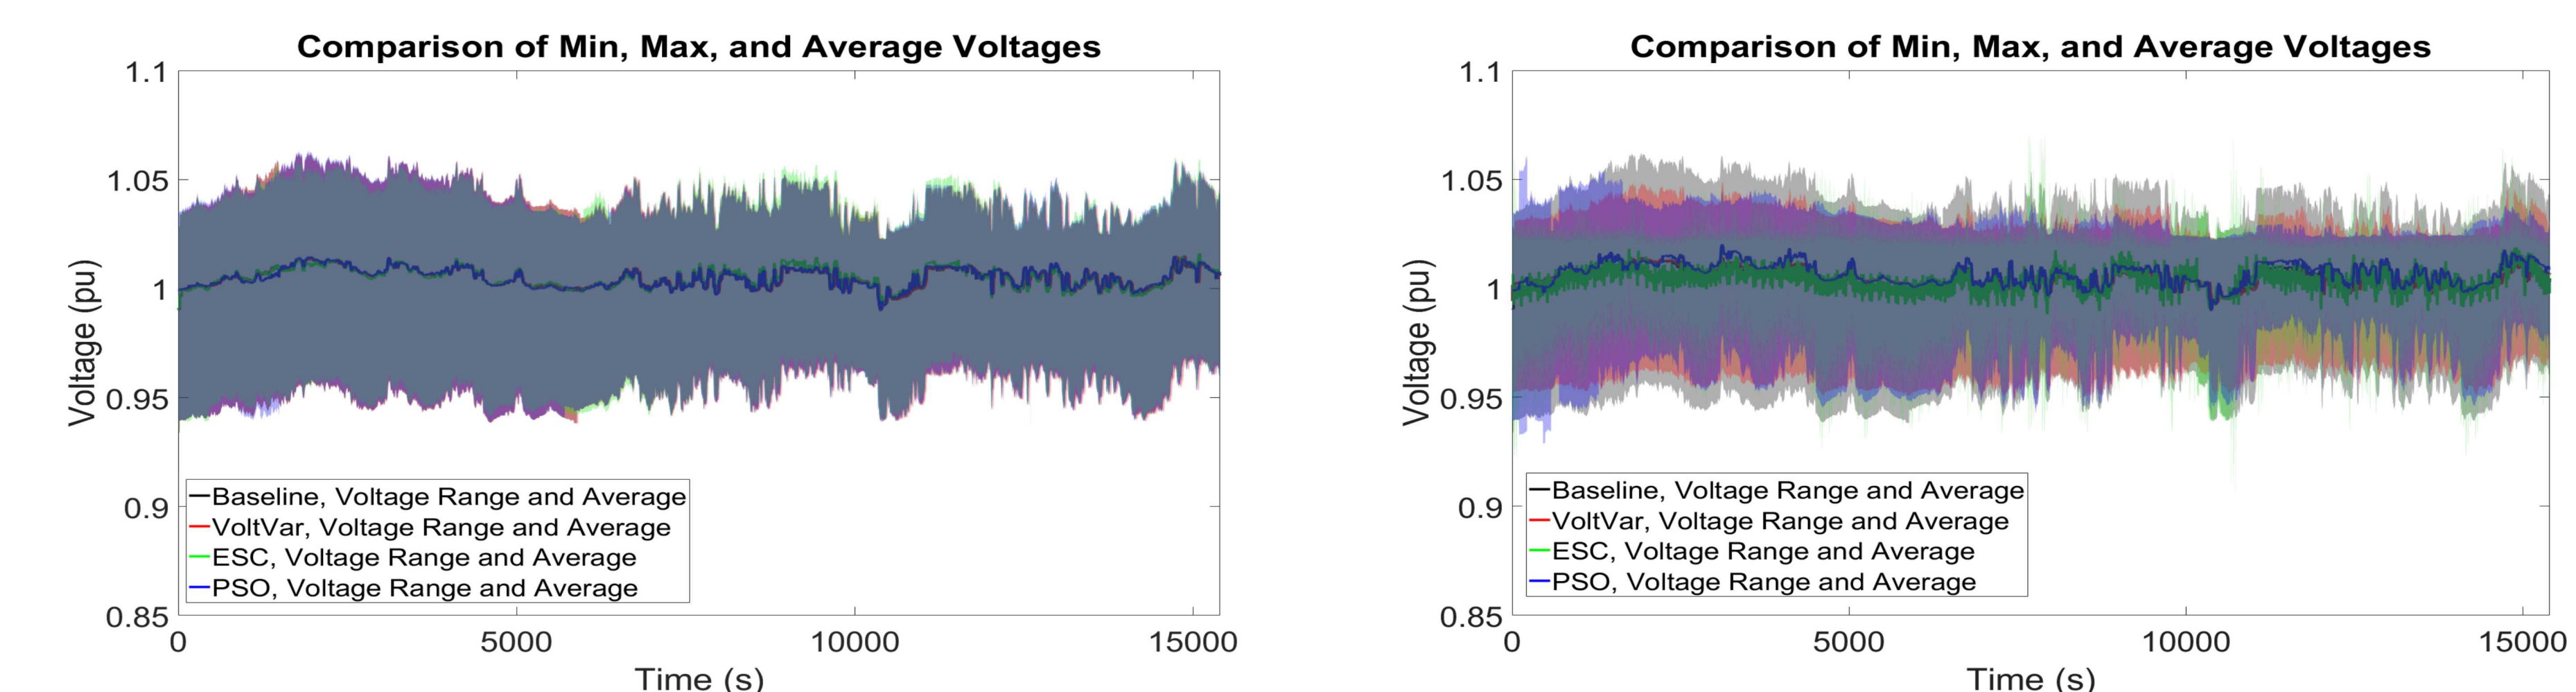 Comparison of Min, Max, and Average Voltages
1.1
1.05
1
0.95
0.9
0.85
Voltage (pu)
Baseline, Voltage Range and Average
VoltVar, Voltage Range and Average
ESC, Voltage Range and Average
PSO, Voltage Range and Average
0 5000 10000 15000
Time (s)
Comparison of Min, Max, and Average Voltages
1.1
1.05
1
0.95
0.9
0.85
Voltage (pu)
Baseline, Voltage Range and Average
VoltVar, Voltage Range and Average
ESC, Voltage Range and Average
PSO, Voltage Range and Average
0 5000 10000 15000
Time (s)